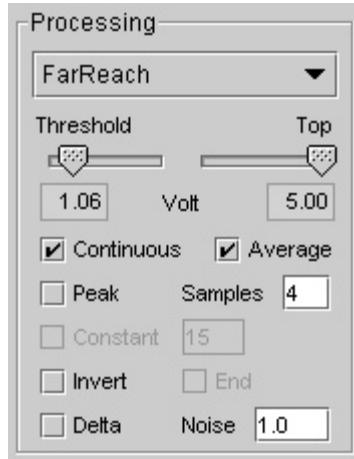 Processing
FarReach
Threshold Top
1.06 Volt 5.00
Continuous Average
Peak Samples 4
Constant 15
Invert End
Delta Noise 1.0